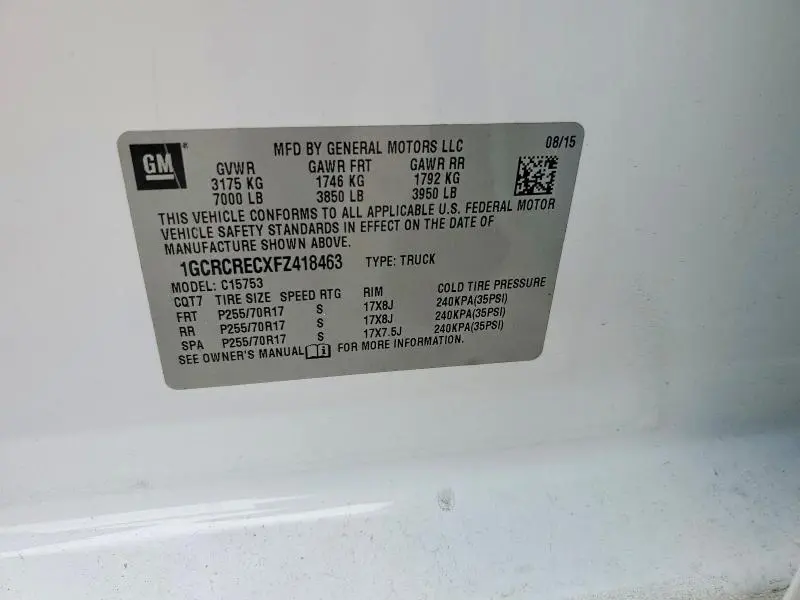 GM
MFD BY GENERAL MOTORS LLC 08/15
GVWR GAWR FRT GAWR RR
3175 KG 1746 KG 1792 KG
7000 LB 3850 LB 3950 LB
THIS VEHICLE CONFORMS TO ALL APPLICABLE U.S. FEDERAL MOTOR
VEHICLE SAFETY STANDARDS IN EFFECT ON THE DATE OF
MANUFACTURE SHOWN ABOVE.
1GCRCRECXFZ418463 TYPE: TRUCK
MODEL: C15753
CQT7 TIRE SIZE SPEED RTG RIM COLD TIRE PRESSURE
FRT P255/70R17 S 17X8J 240KPA(35PSI)
RR P255/70R17 S 17X8J 240KPA(35PSI)
SPA P255/70R17 S 17X7.5J 240KPA(35PSI)
SEE OWNER'S MANUAL FOR MORE INFORMATION.